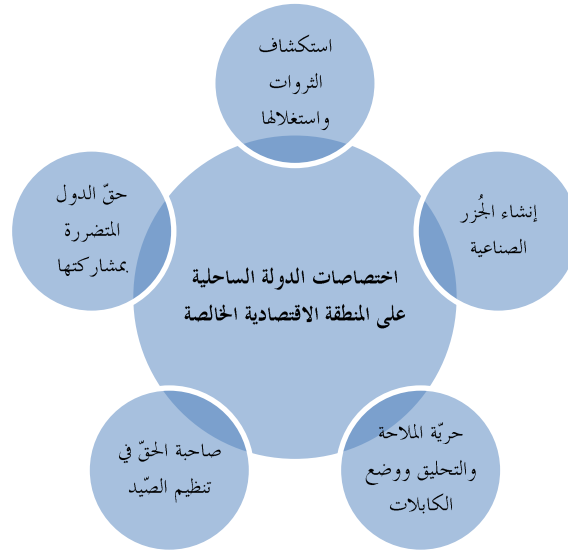 استكشاف
الثروات
واستغلالها
إنشاء الجُزر
الصناعية
حريّة الملاحة
والتحليق ووضع
الكابلات
صاحبة الحقّ في
تنظيم الصّيد
حقّ الدول
المتضررة
بمشاركتها
اختصاصات الدولة الساحلية
على المنطقة الاقتصادية الخالصة